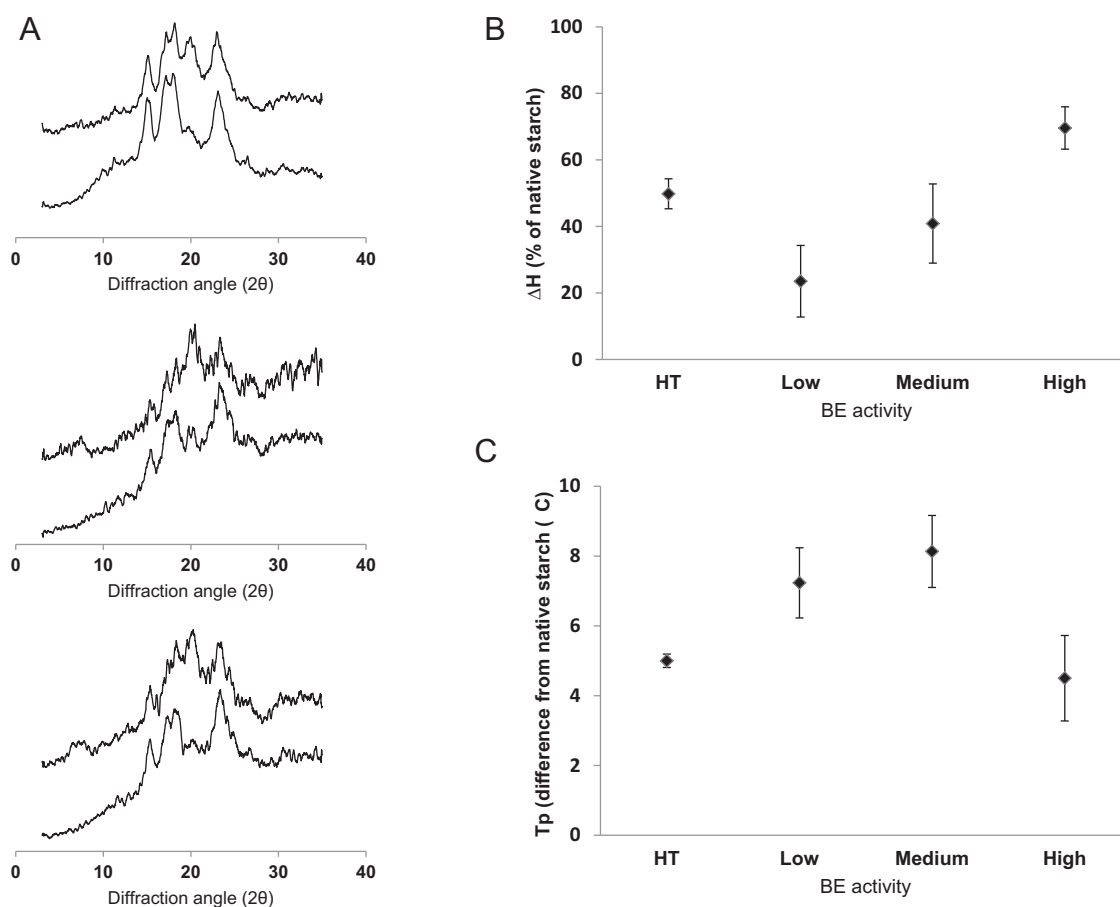 A
0 10 20 30 40
Diffraction angle (2θ)
0 10 20 30 40
Diffraction angle (2θ)
0 10 20 30 40
Diffraction angle (2θ)
B
ΔH (% of native starch)
100
80
60
40
20
0
HT Low Medium High
BE activity
C
Tp (difference from native starch ( C)
10
8
6
4
2
0
HT Low Medium High
BE activity